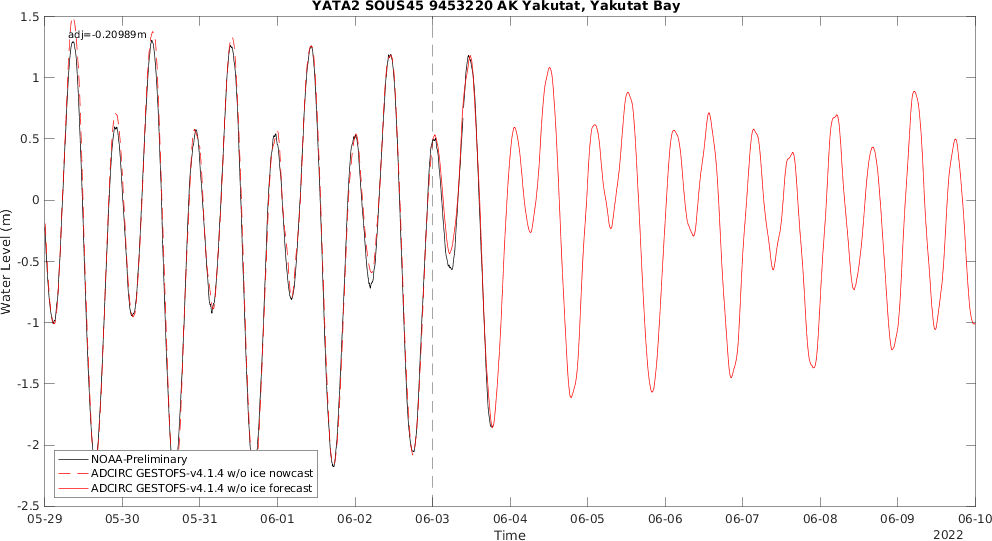 YATA2 SOUS45 9453220 AK Yakutat, Yakutat Bay
adj=-0.20989m
1.5
1
0.5
0
-0.5
-1
-1.5
-2
-2.5
Water Level (m)
NOAA-Preliminary
ADCIRC GESTOFS-v4.1.4 w/o ice nowcast
ADCIRC GESTOFS-v4.1.4 w/o ice forecast
05-29 05-30 05-31 06-01 06-02 06-03 06-04 06-05 06-06 06-07 06-08 06-09 06-10
Time
2022